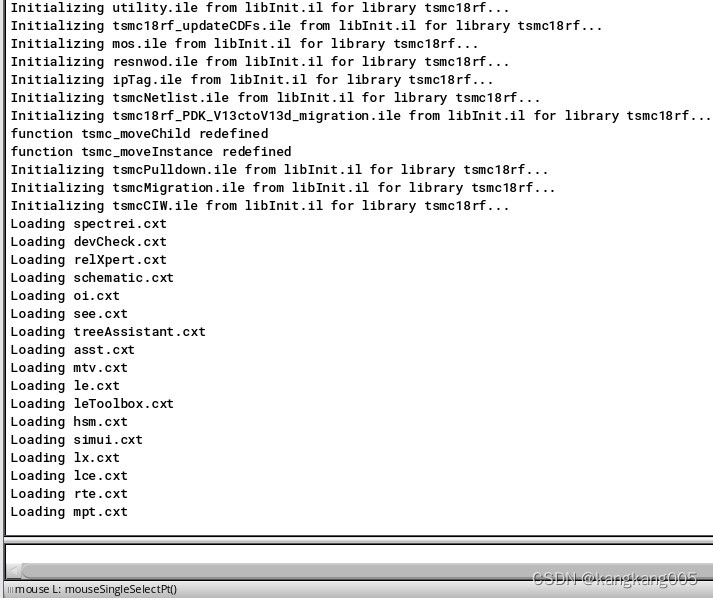 Initializing utility.ile from libInit.il for library tsmc18rf...
Initializing tsmc18rf_updateCDFs.ile from libInit.il for library tsmc18rf...
Initializing mos.ile from libInit.il for library tsmc18rf...
Initializing resnwod.ile from libInit.il for library tsmc18rf...
Initializing ipTag.ile from libInit.il for library tsmc18rf...
Initializing tsmcNetlist.ile from libInit.il for library tsmc18rf...
Initializing tsmc18rf_PDK_V13ctoV13d_migration.ile from libInit.il for library tsmc18rf...
function tsmc_moveChild redefined
function tsmc_moveInstance redefined
Initializing tsmcPulldown.ile from libInit.il for library tsmc18rf...
Initializing tsmcMigration.ile from libInit.il for library tsmc18rf...
Initializing tsmcCIW.ile from libInit.il for library tsmc18rf...
Loading spectrei.cxt
Loading devCheck.cxt
Loading relXpert.cxt
Loading schematic.cxt
Loading oi.cxt
Loading see.cxt
Loading treeAssistant.cxt
Loading asst.cxt
Loading mtv.cxt
Loading le.cxt
Loading leToolbox.cxt
Loading hsm.cxt
Loading simui.cxt
Loading lx.cxt
Loading lce.cxt
Loading rte.cxt
Loading mpt.cxt
CSDN @kangkang005
mouse L: mouseSingleSelectPt()